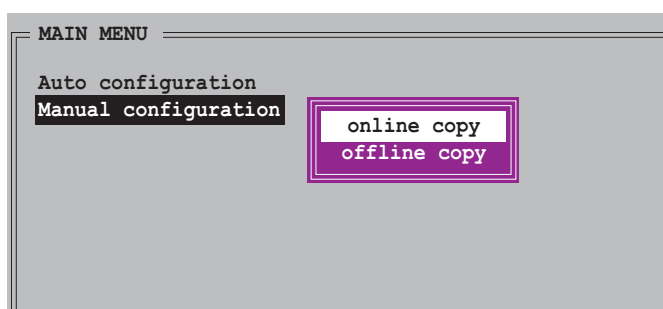 MAIN MENU
Auto configuration
Manual configuration
online copy
offline copy